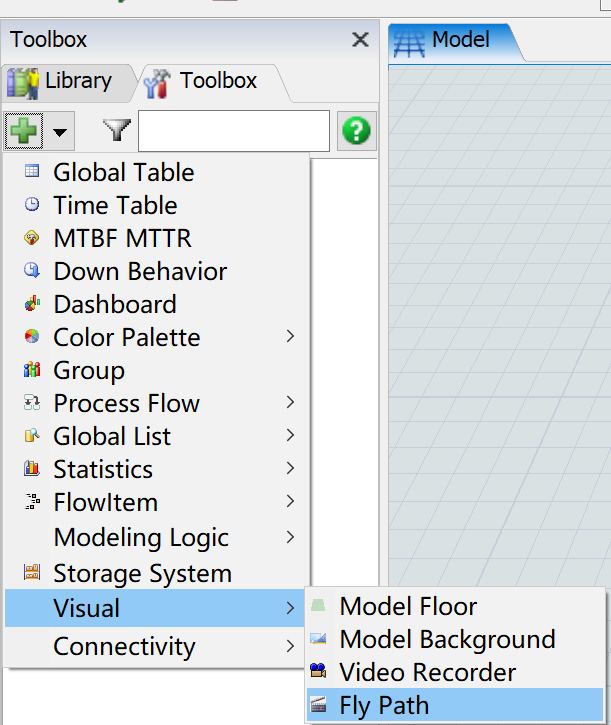 Toolbox
Model
Library
Toolbox
Global Table
Time Table
MTBF MTTR
Down Behavior
Dashboard
Color Palette
Group
Process Flow
Global List
Statistics
FlowItem
Modeling Logic
Storage System
Visual
Connectivity
Model Floor
Model Background
Video Recorder
Fly Path